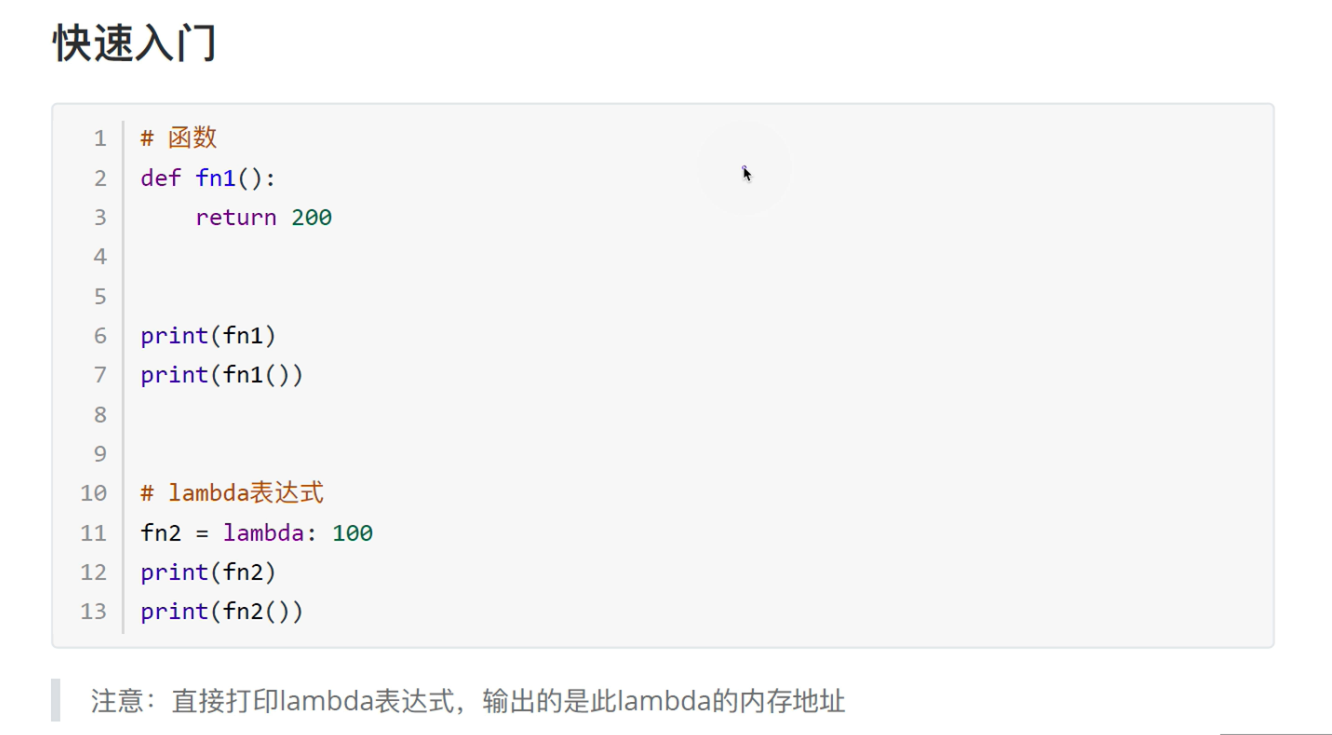 快速入门
1 # 函数
2 def fn1():
3     return 200
4
5
6 print(fn1)
7 print(fn1())
8
9
10 # lambda表达式
11 fn2 = lambda: 100
12 print(fn2)
13 print(fn2())
注意：直接打印lambda表达式，输出的是此lambda的内存地址